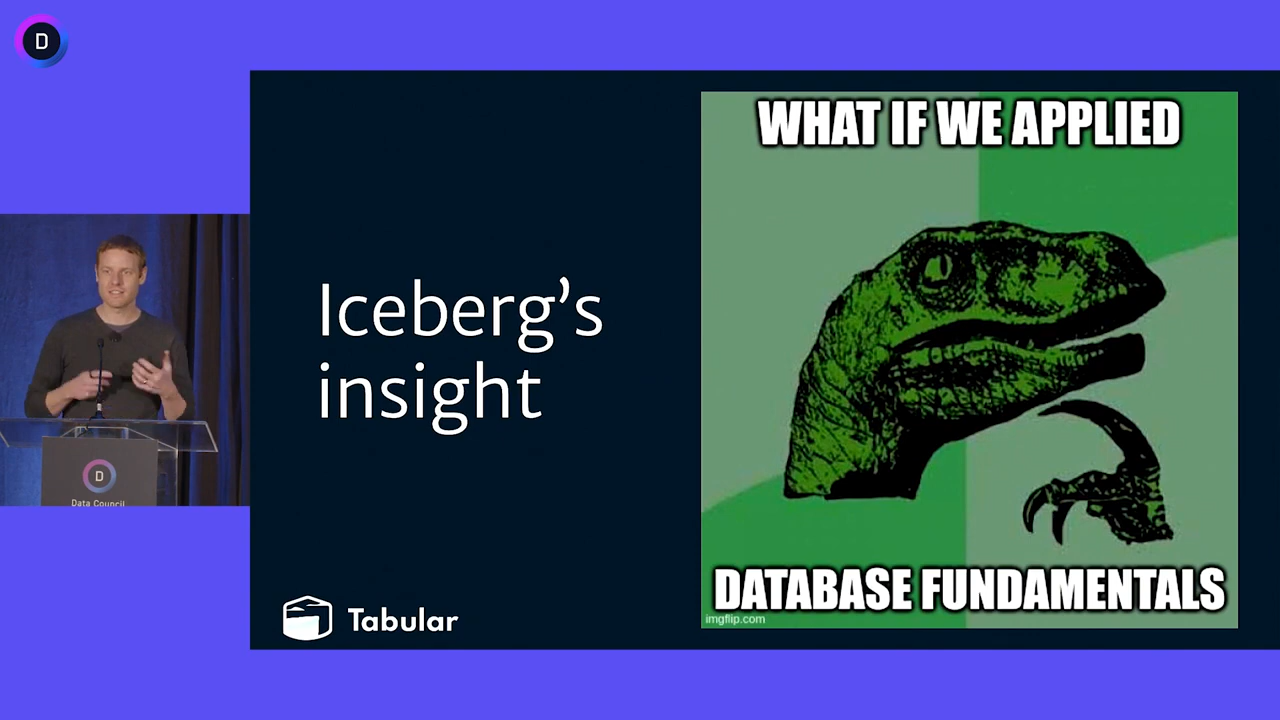 D
WHAT IF WE APPLIED
Iceberg’s
insight
DATABASE FUNDAMENTALS
imgflip.com
Tabular
D
Data Council